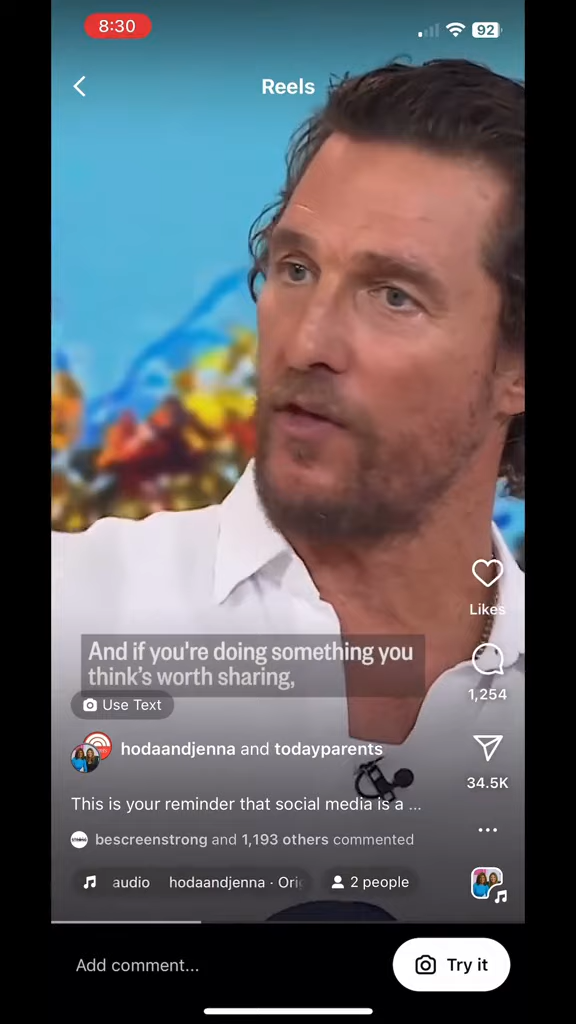 8:30
92
Reels
Likes
And if you're doing something you
think's worth sharing,
Use Text
1,254
hodaandjenna and todayparents
34.5K
This is your reminder that social media is a ...
bescreenstrong and 1,193 others commented
audio hodaandjenna · Orig
2 people
Add comment...
Try it